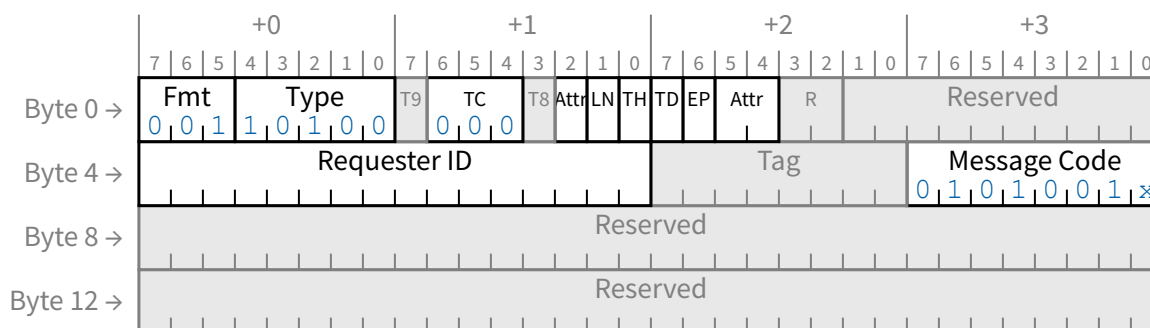 +0 +1 +2 +3
7 6 5 4 3 2 1 0 7 6 5 4 3 2 1 0 7 6 5 4 3 2 1 0 7 6 5 4 3 2 1 0
Byte 0 → Fmt Type T9 TC T8 Attr LN TH TD EP Attr R Reserved
0 0 1 1 0 1 0 0 0 0 0
Byte 4 → Requester ID Tag Message Code
0 1 0 1 0 0 1 x
Byte 8 → Reserved
Byte 12 → Reserved